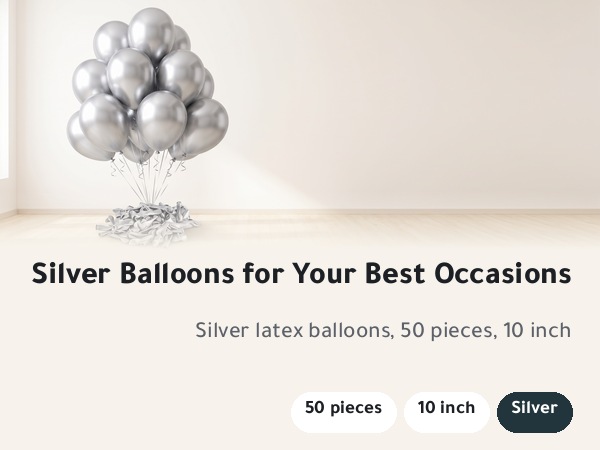 Silver Balloons for Your Best Occasions
Silver latex balloons, 50 pieces, 10 inch
50 pieces
10 inch
Silver